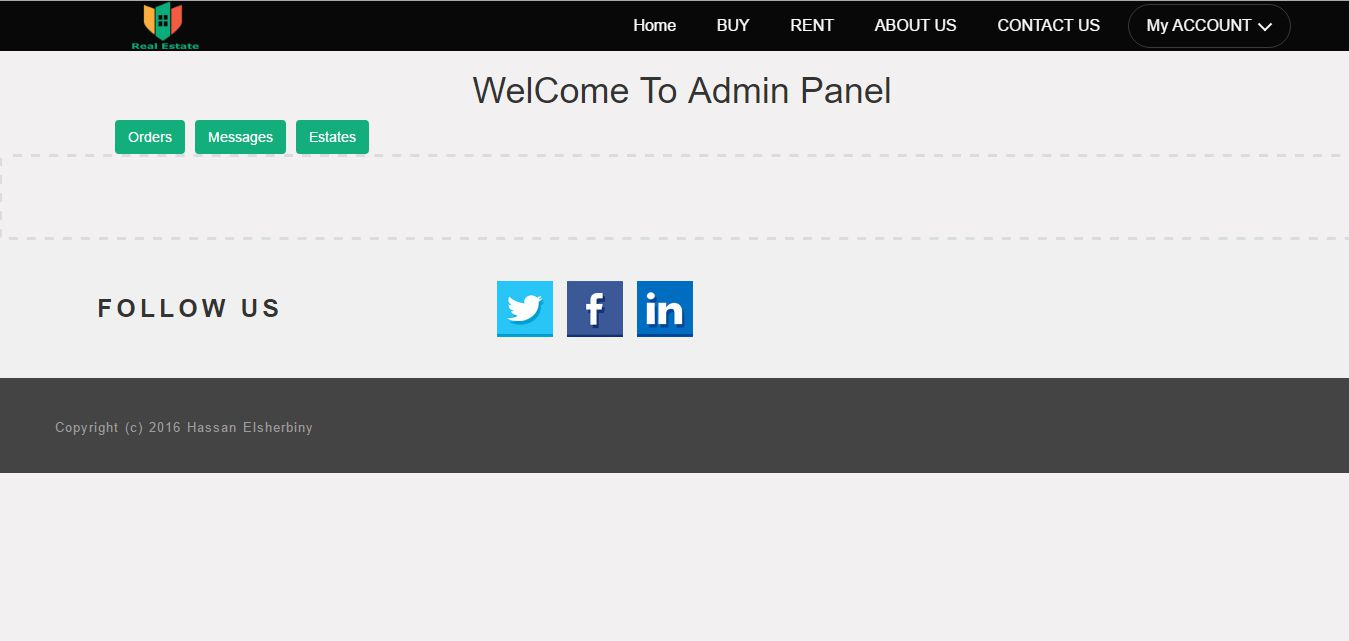 Real Estate
Home BUY RENT ABOUT US CONTACT US My ACCOUNT
WelCome To Admin Panel
Orders Messages Estates
FOLLOW US
f in
Copyright (c) 2016 Hassan Elsherbiny